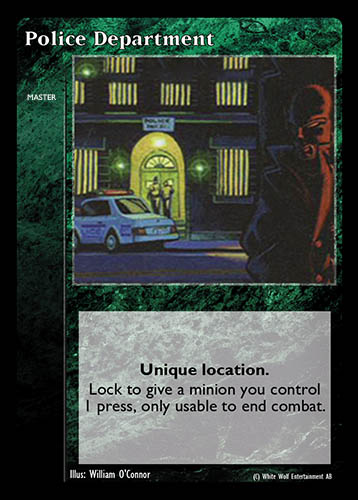 Police Department
MASTER
POLICE
Unique location.
Lock to give a minion you control
1 press, only usable to end combat.
Illus: William O'Connor
(C) White Wolf Entertainment AB